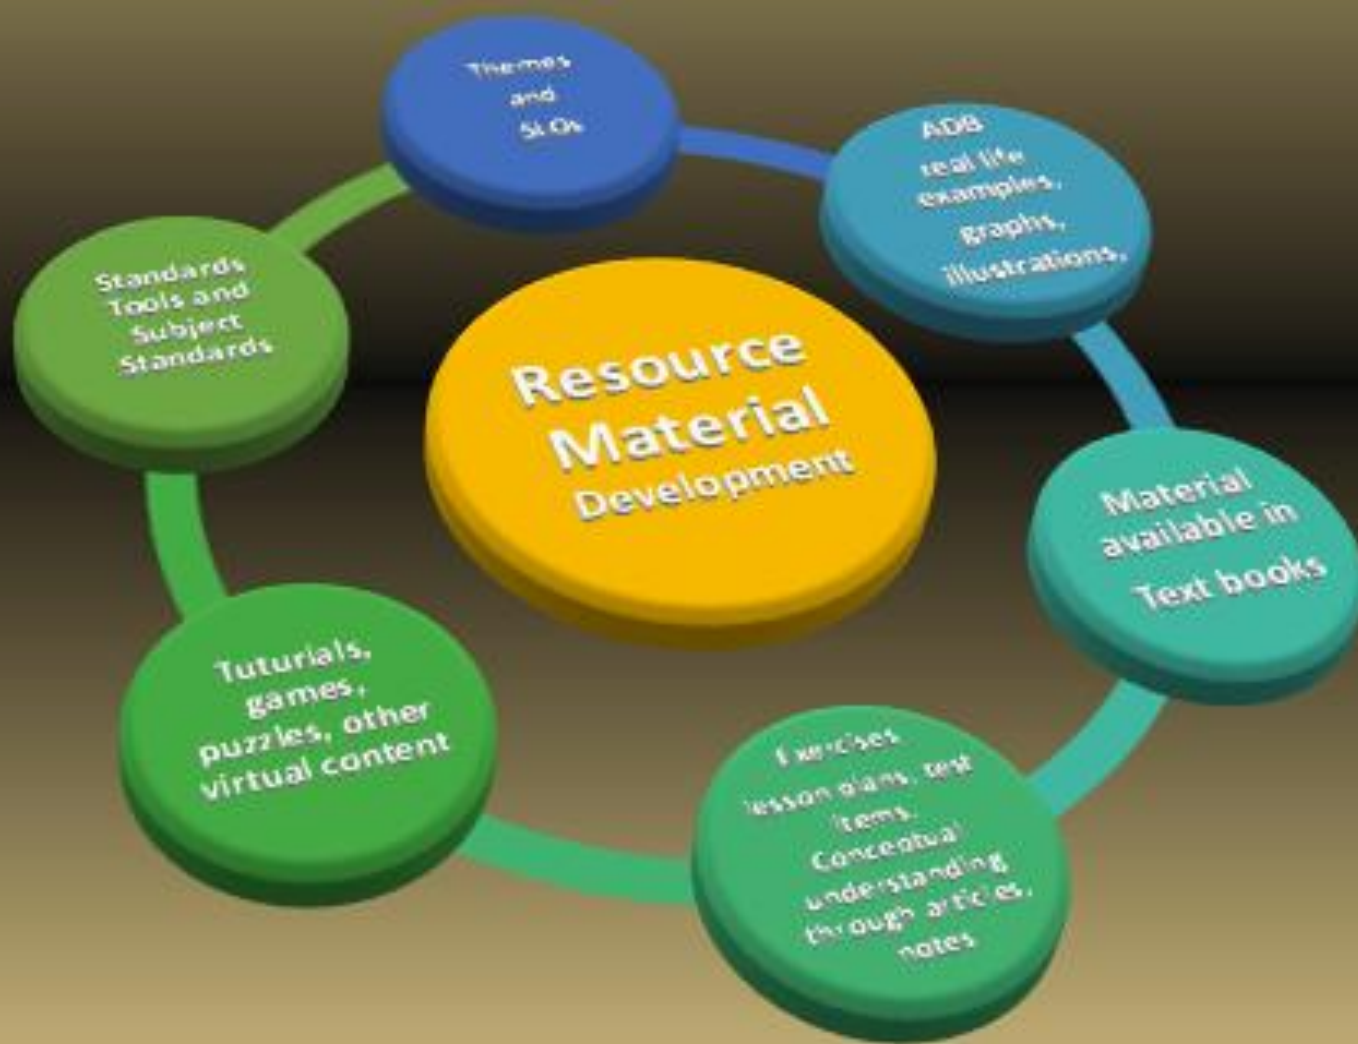 Resource
Material
Development
Themes
and
SLOs
ADB
real life
examples,
graphs,
illustrations,
Material
available in
Text books
Exercises
lesson plans, test
items.
Conceptual
understanding
through articles,
notes
Tuturials,
games,
puzzles, other
virtual content
Standards
Tools and
Subject
Standards